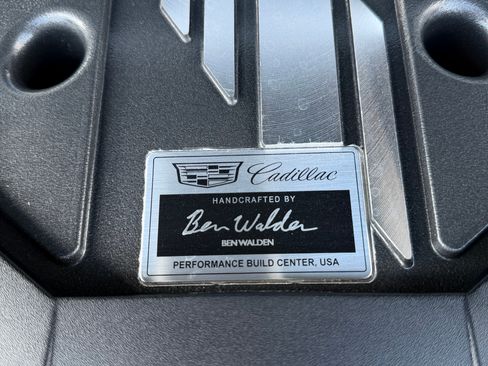 Cadillac
HANDCRAFTED BY
Ben Walden
BEN WALDEN
PERFORMANCE BUILD CENTER, USA